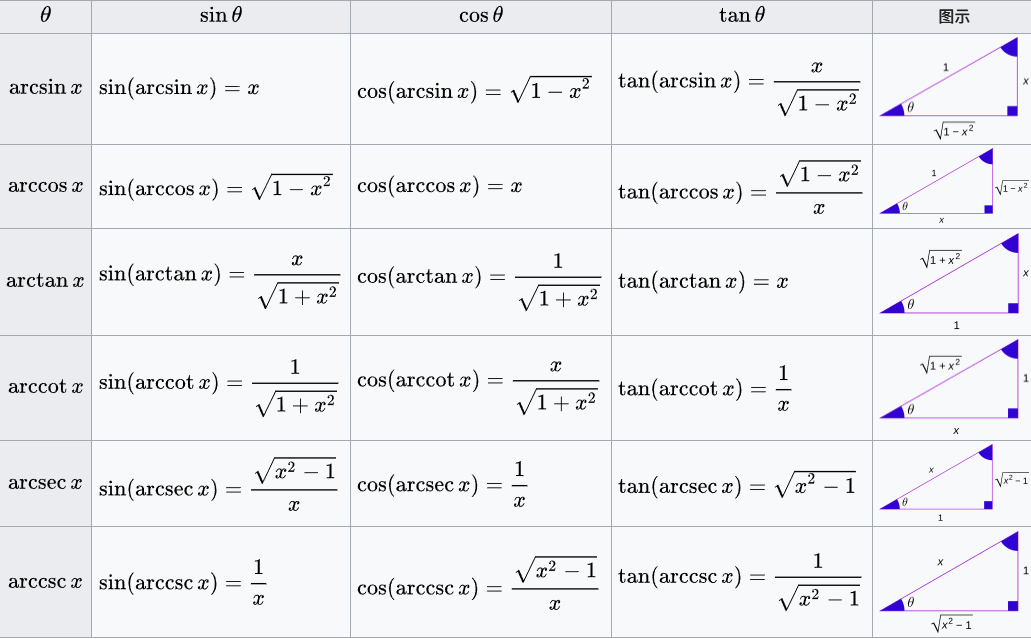 θ sin θ cos θ tan θ 图示
arcsin x sin(arcsin x) = x cos(arcsin x) = √(1 − x²) tan(arcsin x) = x/√(1 − x²) 1 x θ √(1−x²)
arccos x sin(arccos x) = √(1 − x²) cos(arccos x) = x tan(arccos x) = √(1 − x²)/x 1 √(1−x²) θ x
arctan x sin(arctan x) = x/√(1 + x²) cos(arctan x) = 1/√(1 + x²) tan(arctan x) = x √(1+x²) x θ 1
arccot x sin(arccot x) = 1/√(1 + x²) cos(arccot x) = x/√(1 + x²) tan(arccot x) = 1/x √(1+x²) 1 θ x
arcsec x sin(arcsec x) = √(x² − 1)/x cos(arcsec x) = 1/x tan(arcsec x) = √(x² − 1) x √(x²−1) θ 1
arccsc x sin(arccsc x) = 1/x cos(arccsc x) = √(x² − 1)/x tan(arccsc x) = 1/√(x² − 1) x 1 θ √(x²−1)